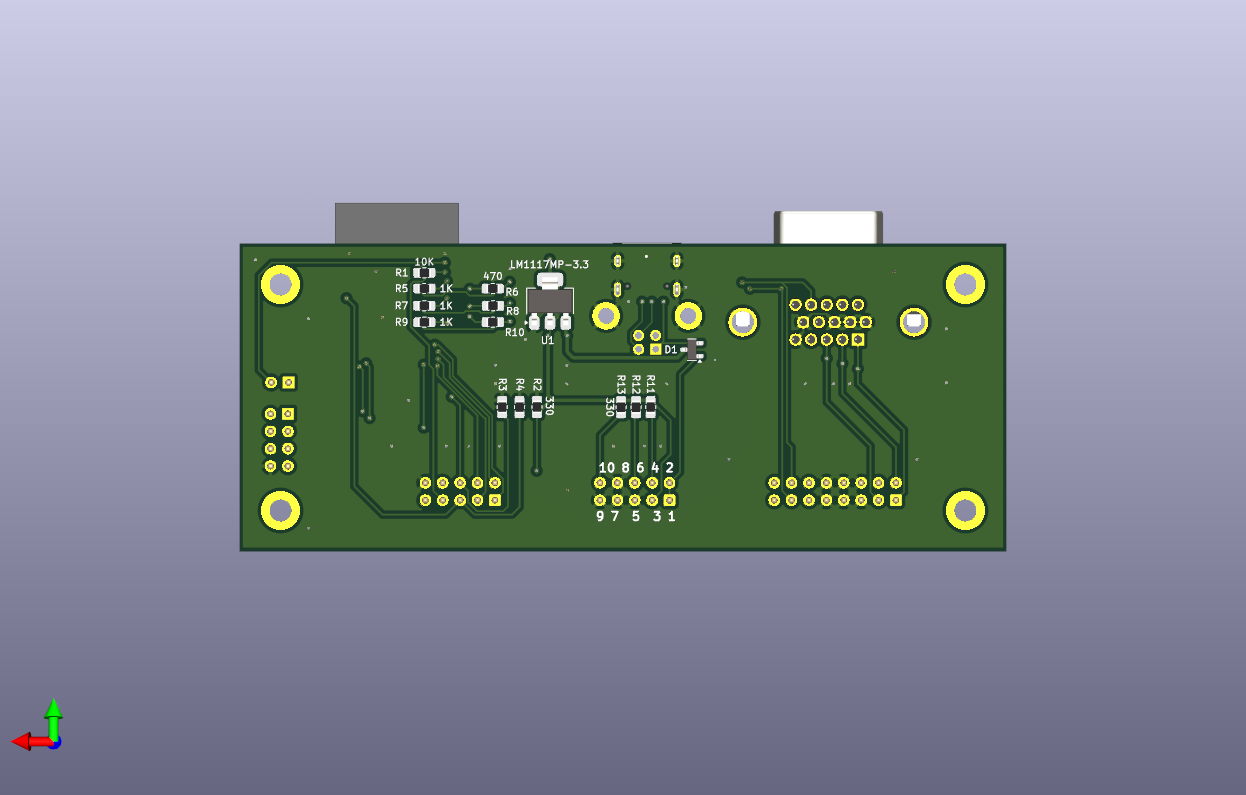 10K
R1
LM1117MP-3.3
470
R5 1K R6
R7 1K R8
R9 1K R10
U1
D1
R3 R4 R2 330
R13 R12 R11
330
10 8 6 4 2
9 7 5 3 1